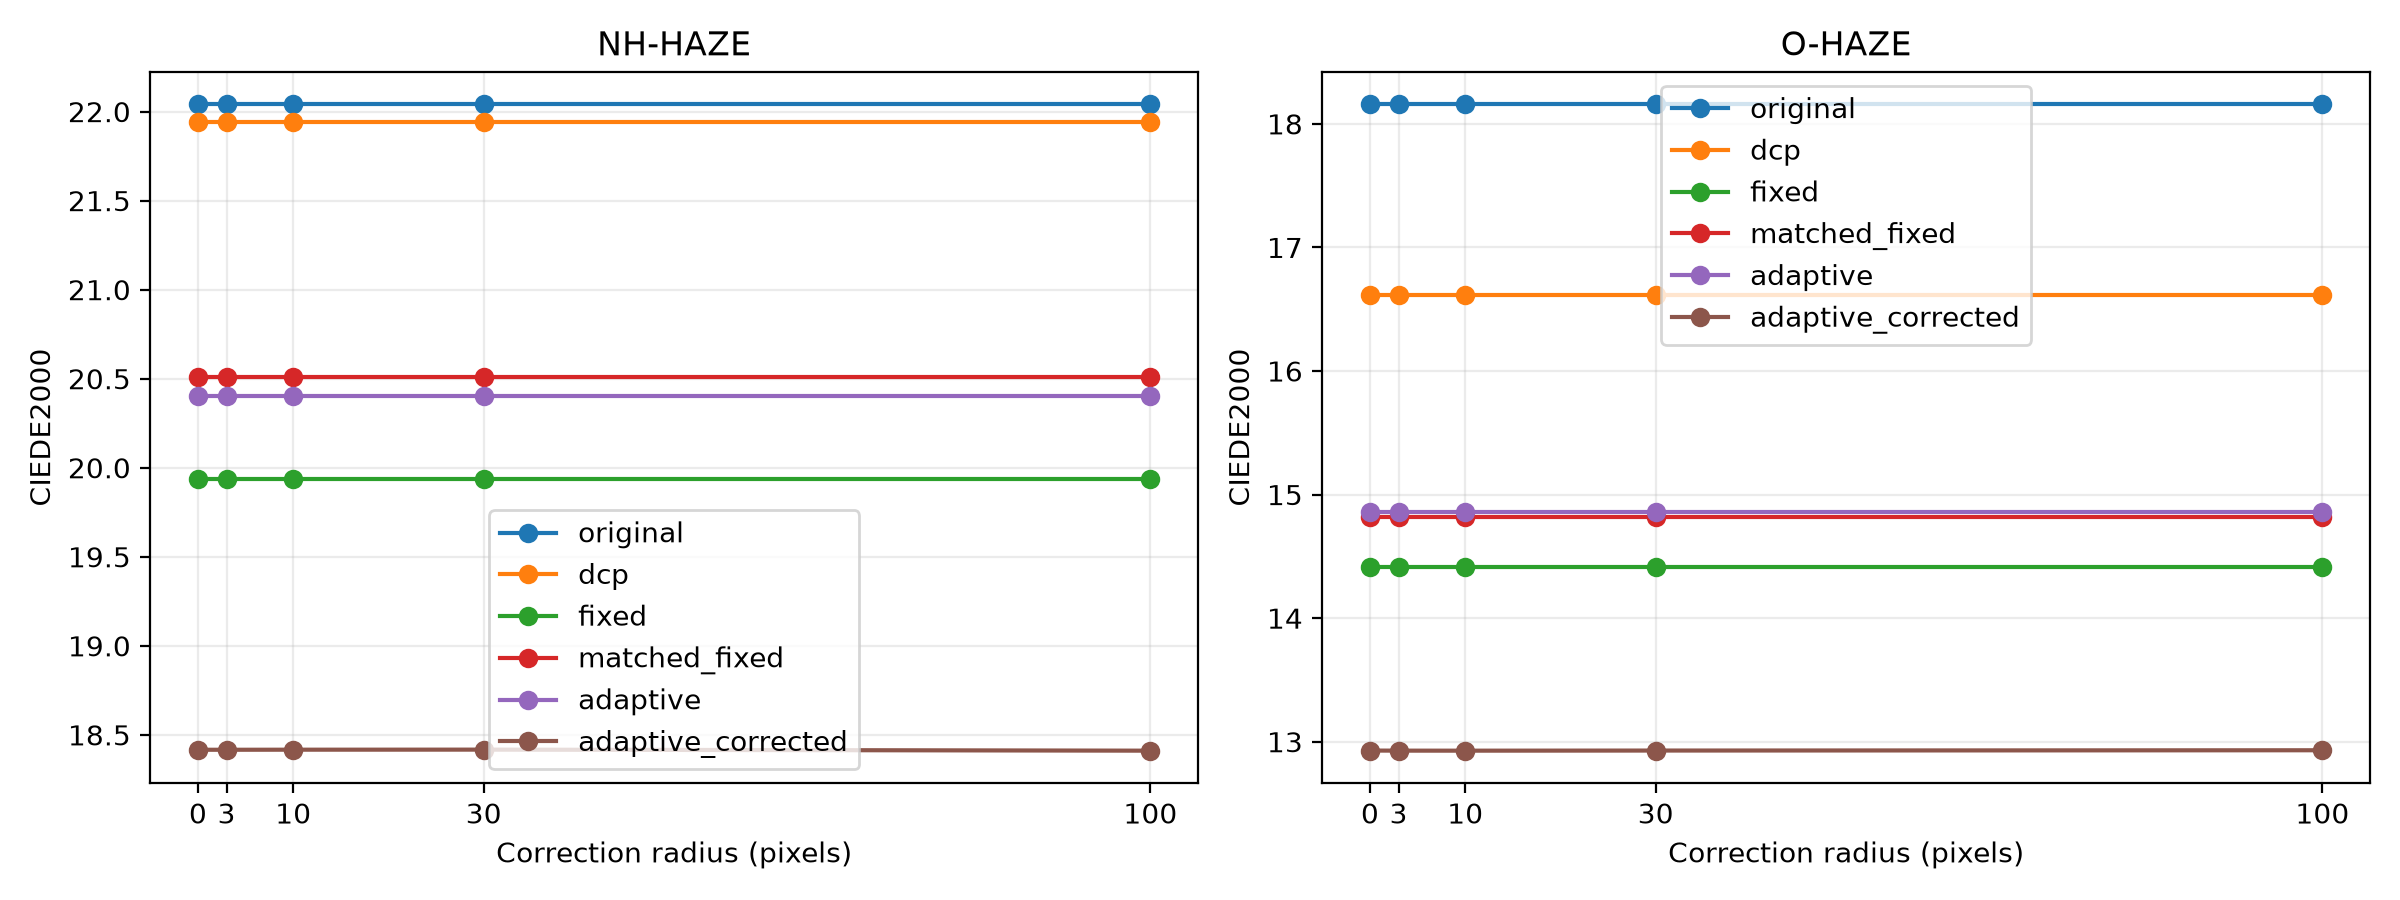 NH-HAZE
CIEDE2000
22.0
21.5
21.0
20.5
20.0
19.5
19.0
18.5
original
dcp
fixed
matched_fixed
adaptive
adaptive_corrected
0 3 10 30 100
Correction radius (pixels)
O-HAZE
CIEDE2000
18
17
16
15
14
13
original
dcp
fixed
matched_fixed
adaptive
adaptive_corrected
0 3 10 30 100
Correction radius (pixels)